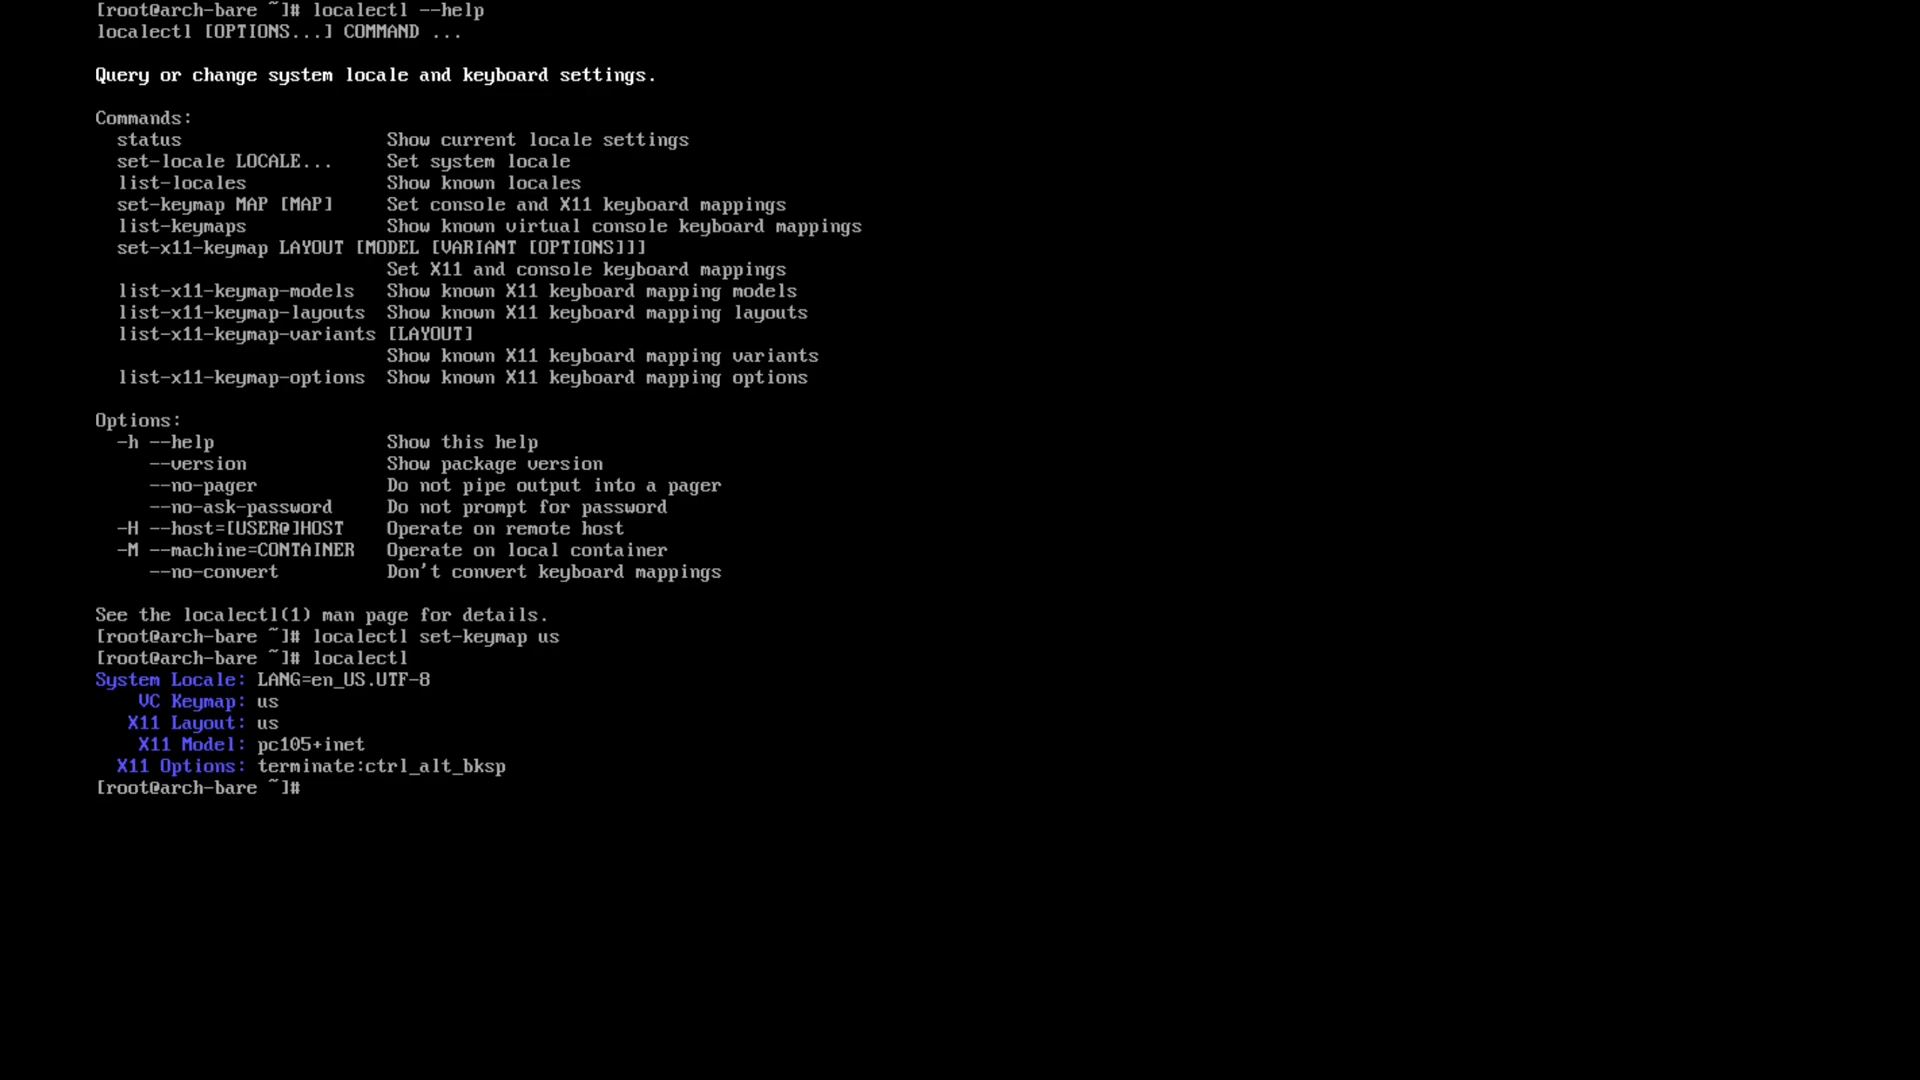 [root@arch-bare ~]# localectl --help
localectl [OPTIONS...] COMMAND ...
Query or change system locale and keyboard settings.
Commands:
  status                   Show current locale settings
  set-locale LOCALE...     Set system locale
  list-locales             Show known locales
  set-keymap MAP [MAP]     Set console and X11 keyboard mappings
  list-keymaps             Show known virtual console keyboard mappings
  set-x11-keymap LAYOUT [MODEL [VARIANT [OPTIONS]]]
                           Set X11 and console keyboard mappings
  list-x11-keymap-models   Show known X11 keyboard mapping models
  list-x11-keymap-layouts  Show known X11 keyboard mapping layouts
  list-x11-keymap-variants [LAYOUT]
                           Show known X11 keyboard mapping variants
  list-x11-keymap-options  Show known X11 keyboard mapping options
Options:
  -h --help                Show this help
     --version             Show package version
     --no-pager            Do not pipe output into a pager
     --no-ask-password     Do not prompt for password
  -H --host=[USER@]HOST    Operate on remote host
  -M --machine=CONTAINER   Operate on local container
     --no-convert          Don't convert keyboard mappings
See the localectl(1) man page for details.
[root@arch-bare ~]# localectl set-keymap us
[root@arch-bare ~]# localectl
System Locale: LANG=en_US.UTF-8
    VC Keymap: us
   X11 Layout: us
    X11 Model: pc105+inet
  X11 Options: terminate:ctrl_alt_bksp
[root@arch-bare ~]#